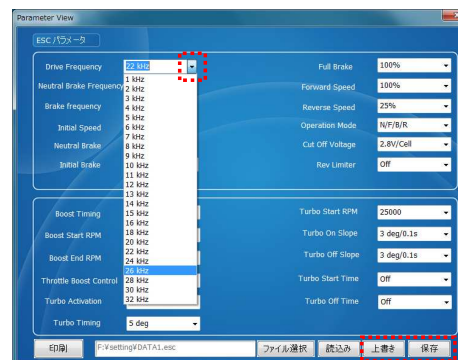 Parameter View
ESC パラメータ
Drive Frequency 22 kHz
Neutral Brake Frequency
Brake frequency
Initial Speed
Neutral Brake
Initial Brake
1 kHz
2 kHz
3 kHz
4 kHz
5 kHz
6 kHz
7 kHz
8 kHz
9 kHz
10 kHz
11 kHz
12 kHz
13 kHz
14 kHz
15 kHz
16 kHz
18 kHz
20 kHz
22 kHz
24 kHz
26 kHz
28 kHz
30 kHz
32 kHz
Full Brake 100%
Forward Speed 100%
Reverse Speed 25%
Operation Mode N/F/B/R
Cut Off Voltage 2.8V/Cell
Rev Limiter Off
Boost Timing
Boost Start RPM
Boost End RPM
Throttle Boost Control
Turbo Activation
Turbo Timing 5 deg
Turbo Start RPM 25000
Turbo On Slope 3 deg/0.1s
Turbo Off Slope 3 deg/0.1s
Turbo Start Time Off
Turbo Off Time Off
印刷 F:¥setting¥DATA1.esc ファイル選択 読込み 上書き 保存